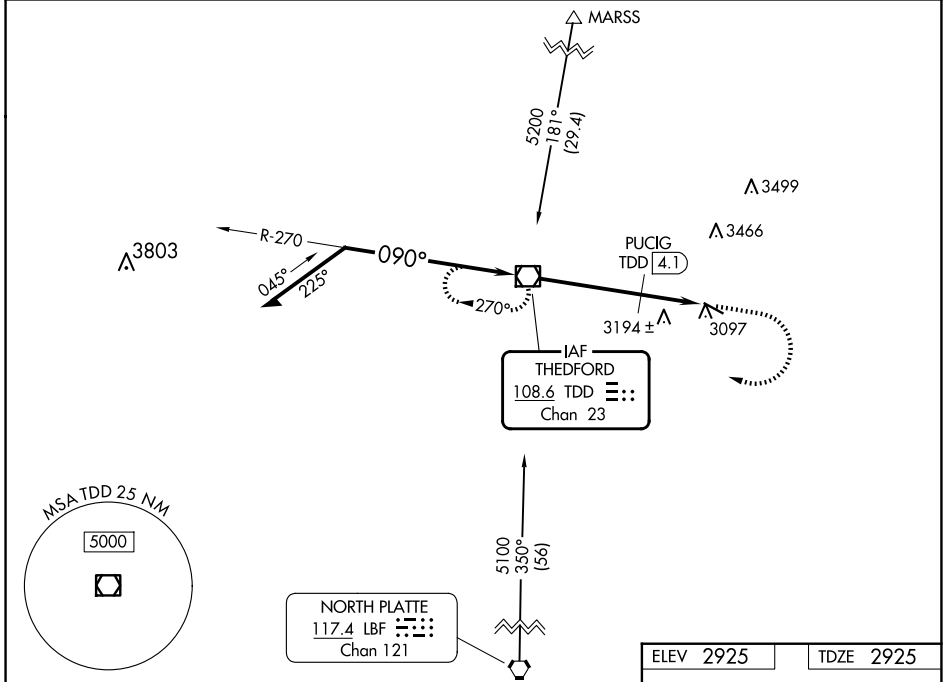 MARSS
5200
181°
(29.4)
3499
3466
3803
R-270
090°
045°
225°
270°
PUCIG
TDD 4.1
3194 ±
3097
IAF
THEDFORD
108.6 TDD
Chan 23
MSA TDD 25 NM
5000
5100
350°
(56)
NORTH PLATTE
117.4 LBF
Chan 121
ELEV 2925
TDZE 2925